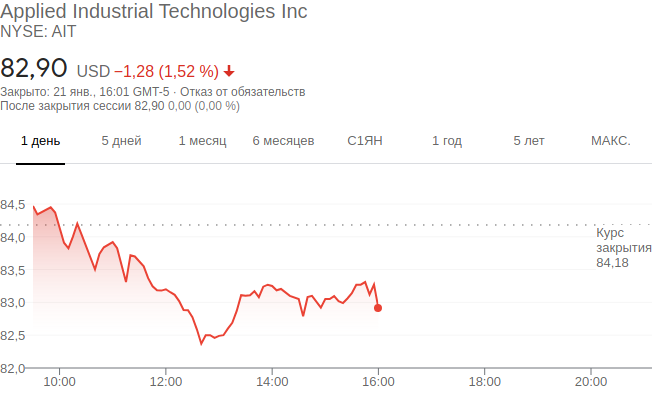 Applied Industrial Technologies Inc
NYSE: AIT
82,90 USD −1,28 (1,52 %)
Закрыто: 21 янв., 16:01 GMT-5 · Отказ от обязательств
После закрытия сессии 82,90 0,00 (0,00 %)
1 день 5 дней 1 месяц 6 месяцев С1ЯН 1 год 5 лет МАКС.
84,5
84,0
83,5
83,0
82,5
82,0
Курс
закрытия
84,18
10:00 12:00 14:00 16:00 18:00 20:00